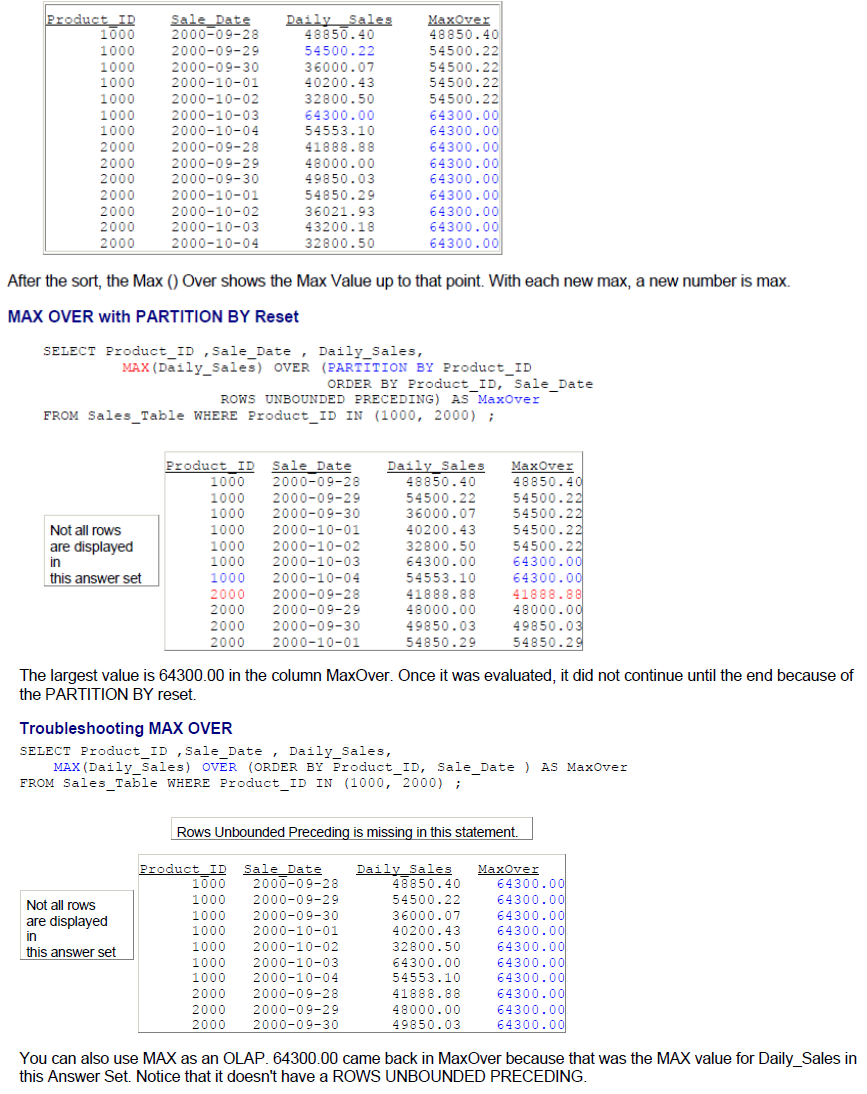 Product_ID Sale_Date Daily _Sales MaxOver
1000 2000-09-28 48850.40 48850.40
1000 2000-09-29 54500.22 54500.22
1000 2000-09-30 36000.07 54500.22
1000 2000-10-01 40200.43 54500.22
1000 2000-10-02 32800.50 54500.22
1000 2000-10-03 64300.00 64300.00
1000 2000-10-04 54553.10 64300.00
2000 2000-09-28 41888.88 64300.00
2000 2000-09-29 48000.00 64300.00
2000 2000-09-30 49850.03 64300.00
2000 2000-10-01 54850.29 64300.00
2000 2000-10-02 36021.93 64300.00
2000 2000-10-03 43200.18 64300.00
2000 2000-10-04 32800.50 64300.00
After the sort, the Max () Over shows the Max Value up to that point. With each new max, a new number is max.
MAX OVER with PARTITION BY Reset
SELECT Product_ID ,Sale_Date , Daily_Sales,
MAX(Daily_Sales) OVER (PARTITION BY Product_ID
ORDER BY Product_ID, Sale_Date
ROWS UNBOUNDED PRECEDING) AS MaxOver
FROM Sales_Table WHERE Product_ID IN (1000, 2000) ;
Not all rows
are displayed
in
this answer set
Product_ID Sale_Date Daily_Sales MaxOver
1000 2000-09-28 48850.40 48850.40
1000 2000-09-29 54500.22 54500.22
1000 2000-09-30 36000.07 54500.22
1000 2000-10-01 40200.43 54500.22
1000 2000-10-02 32800.50 54500.22
1000 2000-10-03 64300.00 64300.00
1000 2000-10-04 54553.10 64300.00
2000 2000-09-28 41888.88 41888.88
2000 2000-09-29 48000.00 48000.00
2000 2000-09-30 49850.03 49850.03
2000 2000-10-01 54850.29 54850.29
The largest value is 64300.00 in the column MaxOver. Once it was evaluated, it did not continue until the end because of
the PARTITION BY reset.
Troubleshooting MAX OVER
SELECT Product_ID ,Sale_Date , Daily_Sales,
MAX(Daily_Sales) OVER (ORDER BY Product_ID, Sale_Date ) AS MaxOver
FROM Sales_Table WHERE Product_ID IN (1000, 2000) ;
Rows Unbounded Preceding is missing in this statement.
Not all rows
are displayed
in
this answer set
Product_ID Sale_Date Daily_Sales MaxOver
1000 2000-09-28 48850.40 64300.00
1000 2000-09-29 54500.22 64300.00
1000 2000-09-30 36000.07 64300.00
1000 2000-10-01 40200.43 64300.00
1000 2000-10-02 32800.50 64300.00
1000 2000-10-03 64300.00 64300.00
1000 2000-10-04 54553.10 64300.00
2000 2000-09-28 41888.88 64300.00
2000 2000-09-29 48000.00 64300.00
2000 2000-09-30 49850.03 64300.00
You can also use MAX as an OLAP. 64300.00 came back in MaxOver because that was the MAX value for Daily_Sales in
this Answer Set. Notice that it doesn't have a ROWS UNBOUNDED PRECEDING.